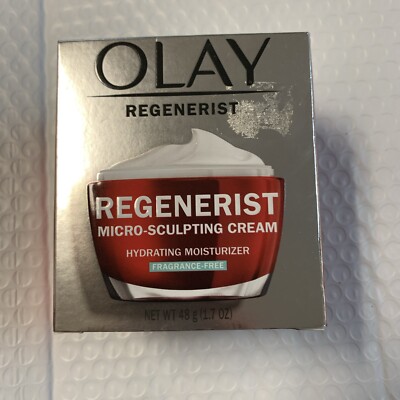 OLAY
REGENERIST
REGENERIST
MICRO-SCULPTING CREAM
HYDRATING MOISTURIZER
FRAGRANCE-FREE
NET WT 48 g (1.7 OZ)